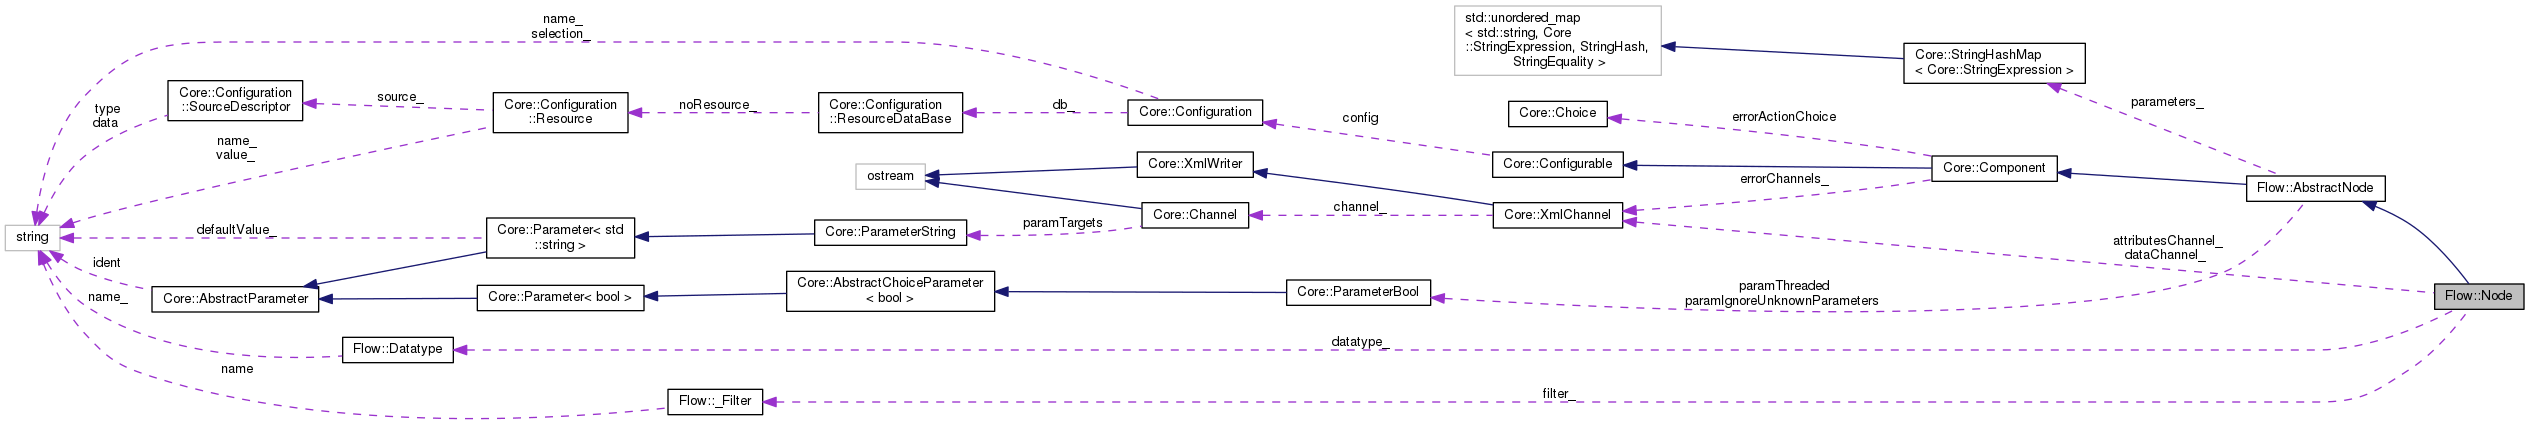 name_
selection_
std::unordered_map
< std::string, Core
::StringExpression, StringHash,
StringEquality >
Core::StringHashMap
< Core::StringExpression >
Core::Configuration
::SourceDescriptor
source_
Core::Configuration
::Resource
noResource_
Core::Configuration
::ResourceDataBase
db_
Core::Configuration
config
Core::Choice
errorActionChoice
parameters_
type
data
name_
value_
ostream
Core::XmlWriter
Core::Configurable
Core::Component
errorChannels_
Flow::AbstractNode
string
defaultValue_
Core::Parameter< std
::string >
Core::ParameterString
paramTargets
Core::Channel
channel_
Core::XmlChannel
attributesChannel_
dataChannel_
ident
name_
Core::AbstractParameter
Core::Parameter< bool >
Core::AbstractChoiceParameter
< bool >
Core::ParameterBool
paramThreaded
paramIgnoreUnknownParameters
Flow::Node
Flow::Datatype
datatype_
name
Flow::_Filter
filter_